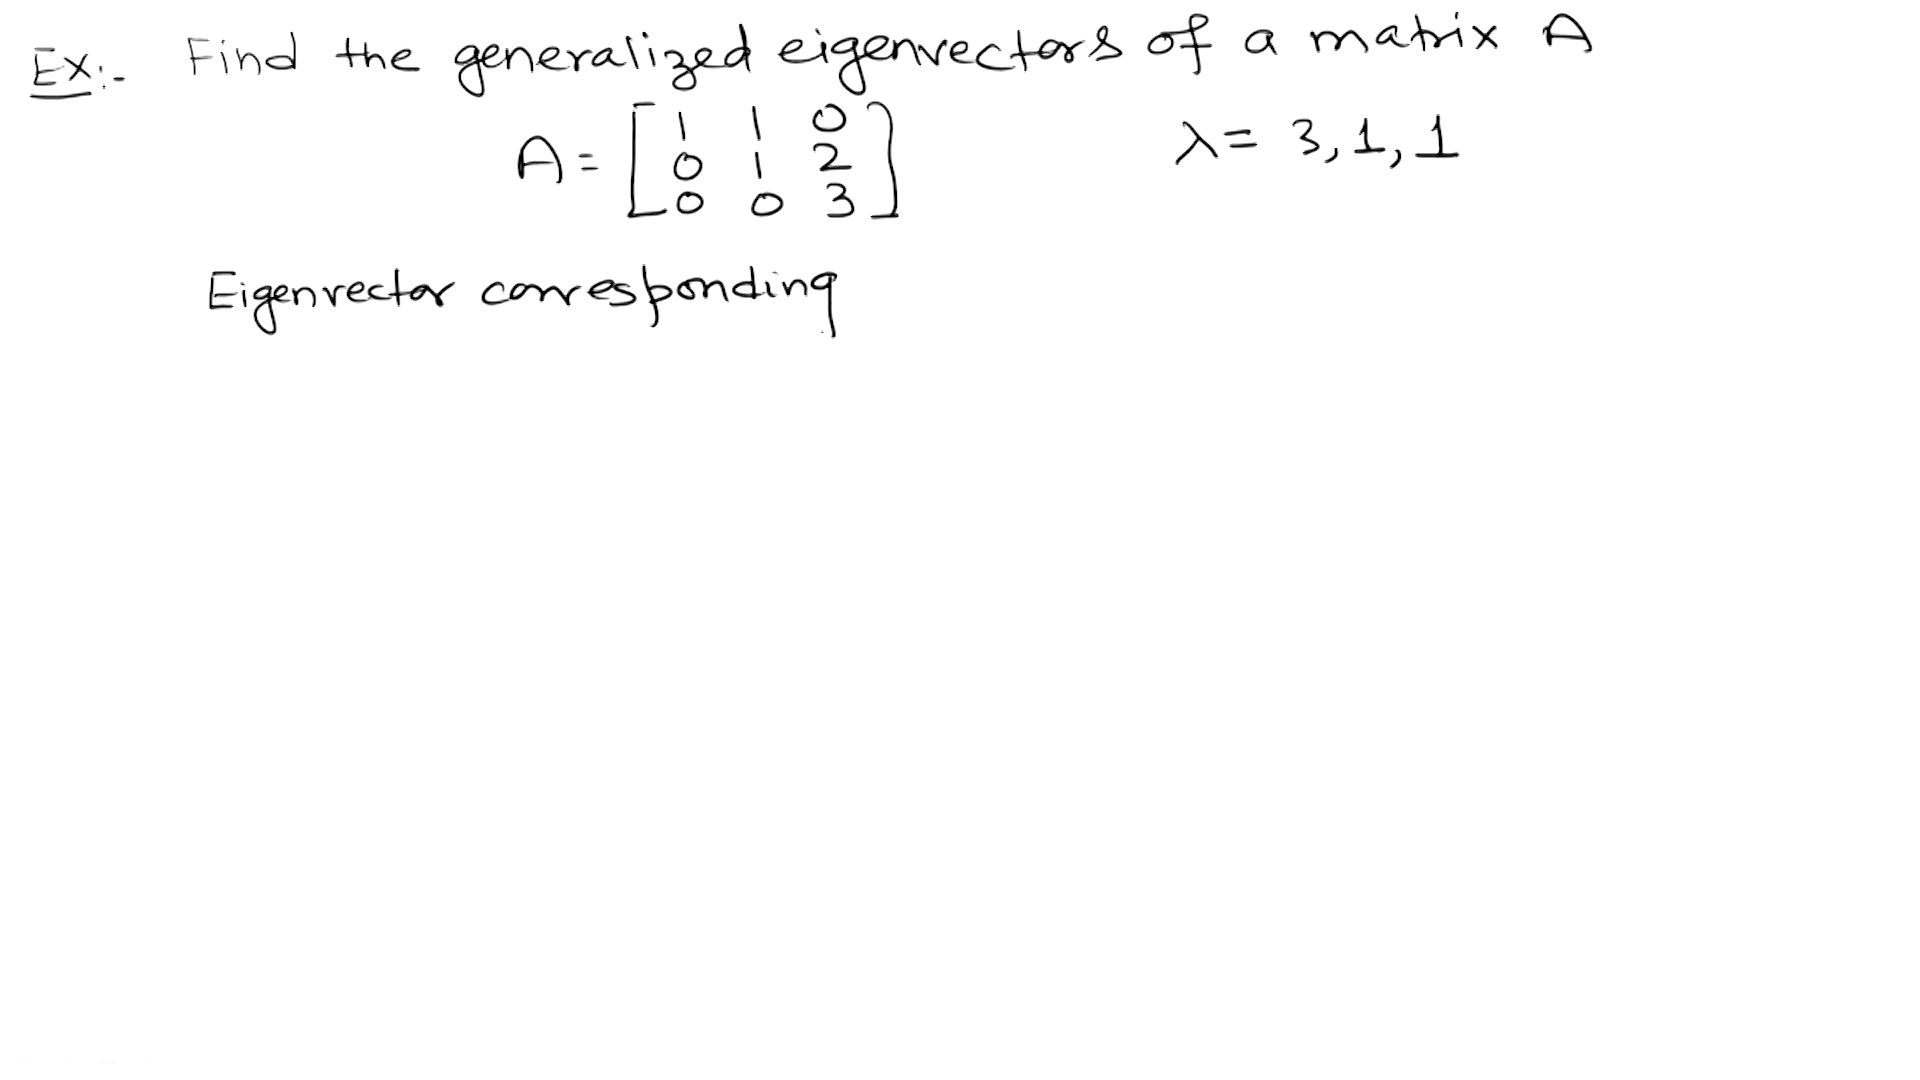 Ex:- Find the generalized eigenvectors of a matrix A
A = [1 1 0; 0 1 2; 0 0 3] λ = 3, 1, 1
Eigenvector corresponding